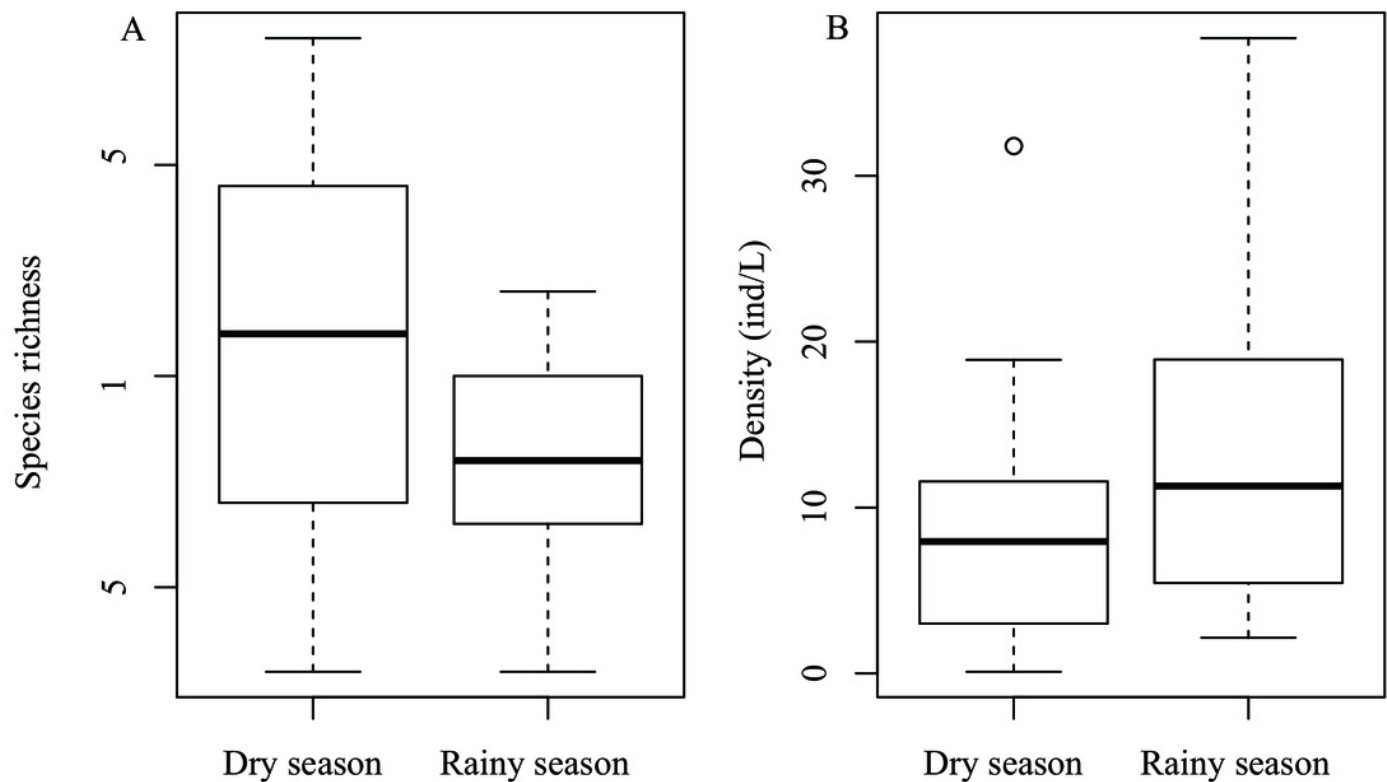 A
Species richness
5
1
5
Dry season
Rainy season
B
Density (ind/L)
30
20
10
0
Dry season
Rainy season